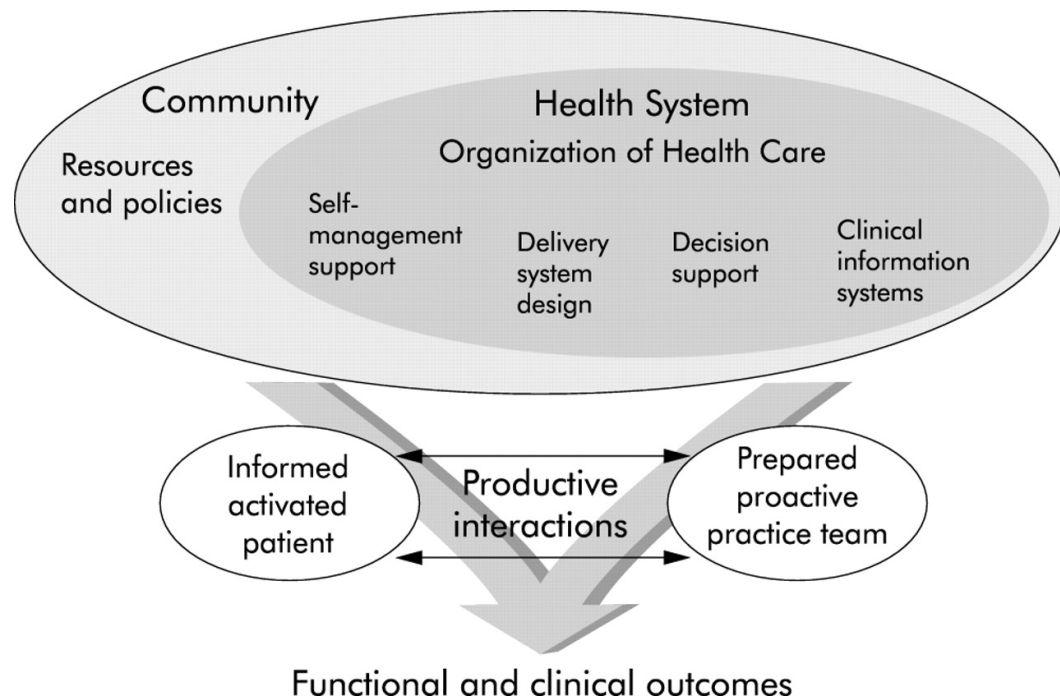 Community
Health System
Organization of Health Care
Resources
and policies
Self-
management
support
Delivery
system
design
Decision
support
Clinical
information
systems
Informed
activated
patient
Productive
interactions
Prepared
proactive
practice team
Functional and clinical outcomes